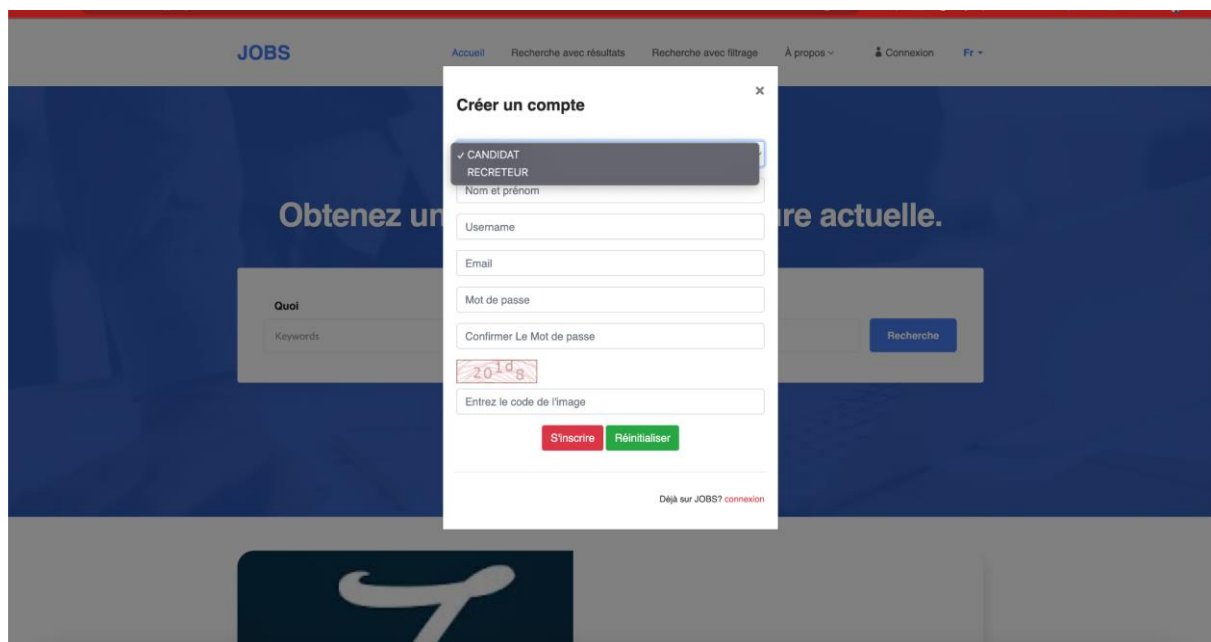 JOBS
Accueil Recherche avec résultats Recherche avec filtrage À propos Connexion Fr
Créer un compte
×
✓ CANDIDAT
RECRETEUR
Nom et prénom
Obtenez un
re actuelle.
Username
Email
Quoi
Mot de passe
Keywords
Confirmer Le Mot de passe
Recherche
201d8
Entrez le code de l'image
S'inscrire Réinitialiser
Déjà sur JOBS? connexion